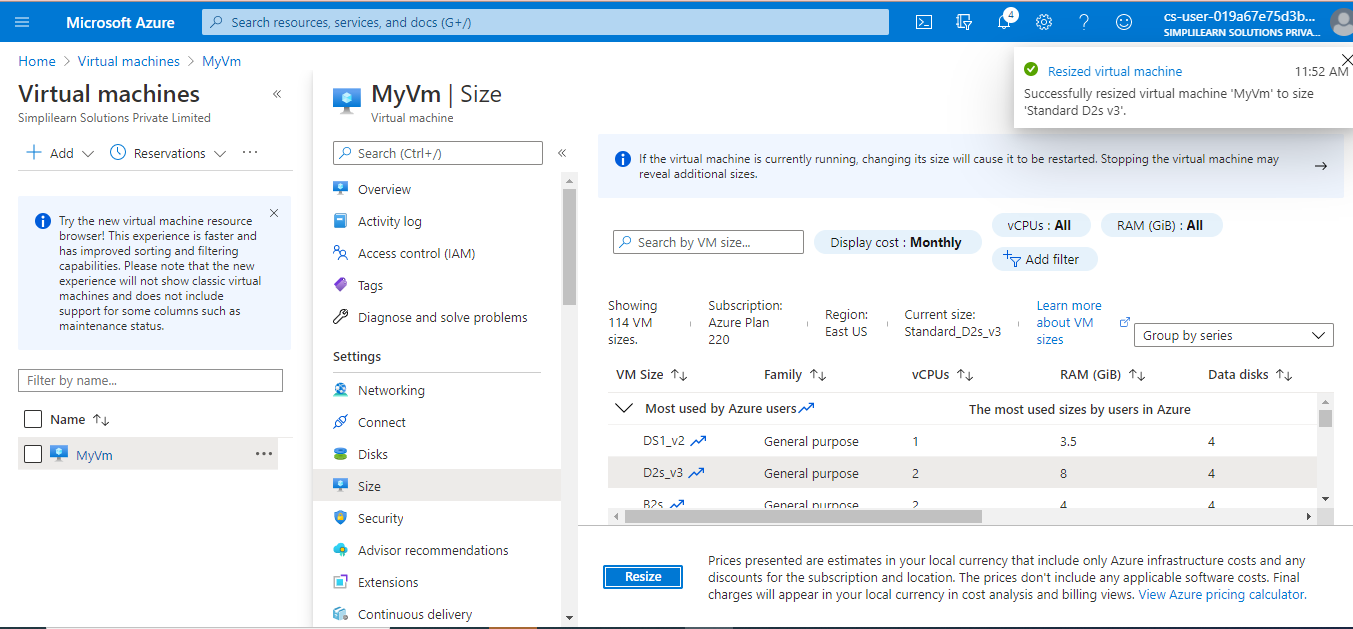 Microsoft Azure
Search resources, services, and docs (G+/)
4
cs-user-019a67e75d3b...
SIMPLILEARN SOLUTIONS PRIVA...
Home > Virtual machines > MyVm
Resized virtual machine
11:52 AM
Successfully resized virtual machine 'MyVm' to size
'Standard D2s v3'.
Virtual machines
Simplilearn Solutions Private Limited
Add
Reservations
Try the new virtual machine resource
browser! This experience is faster and
has improved sorting and filtering
capabilities. Please note that the new
experience will not show classic virtual
machines and does not include
support for some columns such as
maintenance status.
Filter by name...
Name
MyVm
MyVm | Size
Virtual machine
Search (Ctrl+/)
Overview
Activity log
Access control (IAM)
Tags
Diagnose and solve problems
Settings
Networking
Connect
Disks
Size
Security
Advisor recommendations
Extensions
Continuous delivery
If the virtual machine is currently running, changing its size will cause it to be restarted. Stopping the virtual machine may
reveal additional sizes.
Search by VM size...
Display cost : Monthly
vCPUs : All
RAM (GiB) : All
Add filter
Showing
114 VM
sizes.
Subscription:
Azure Plan
220
Region:
East US
Current size:
Standard_D2s_v3
Learn more
about VM
sizes
Group by series
VM Size Family vCPUs RAM (GiB) Data disks
Most used by Azure users The most used sizes by users in Azure
DS1_v2 General purpose 1 3.5 4
D2s_v3 General purpose 2 8 4
B2s General purpose 2 4 4
Resize
Prices presented are estimates in your local currency that include only Azure infrastructure costs and any
discounts for the subscription and location. The prices don't include any applicable software costs. Final
charges will appear in your local currency in cost analysis and billing views. View Azure pricing calculator.